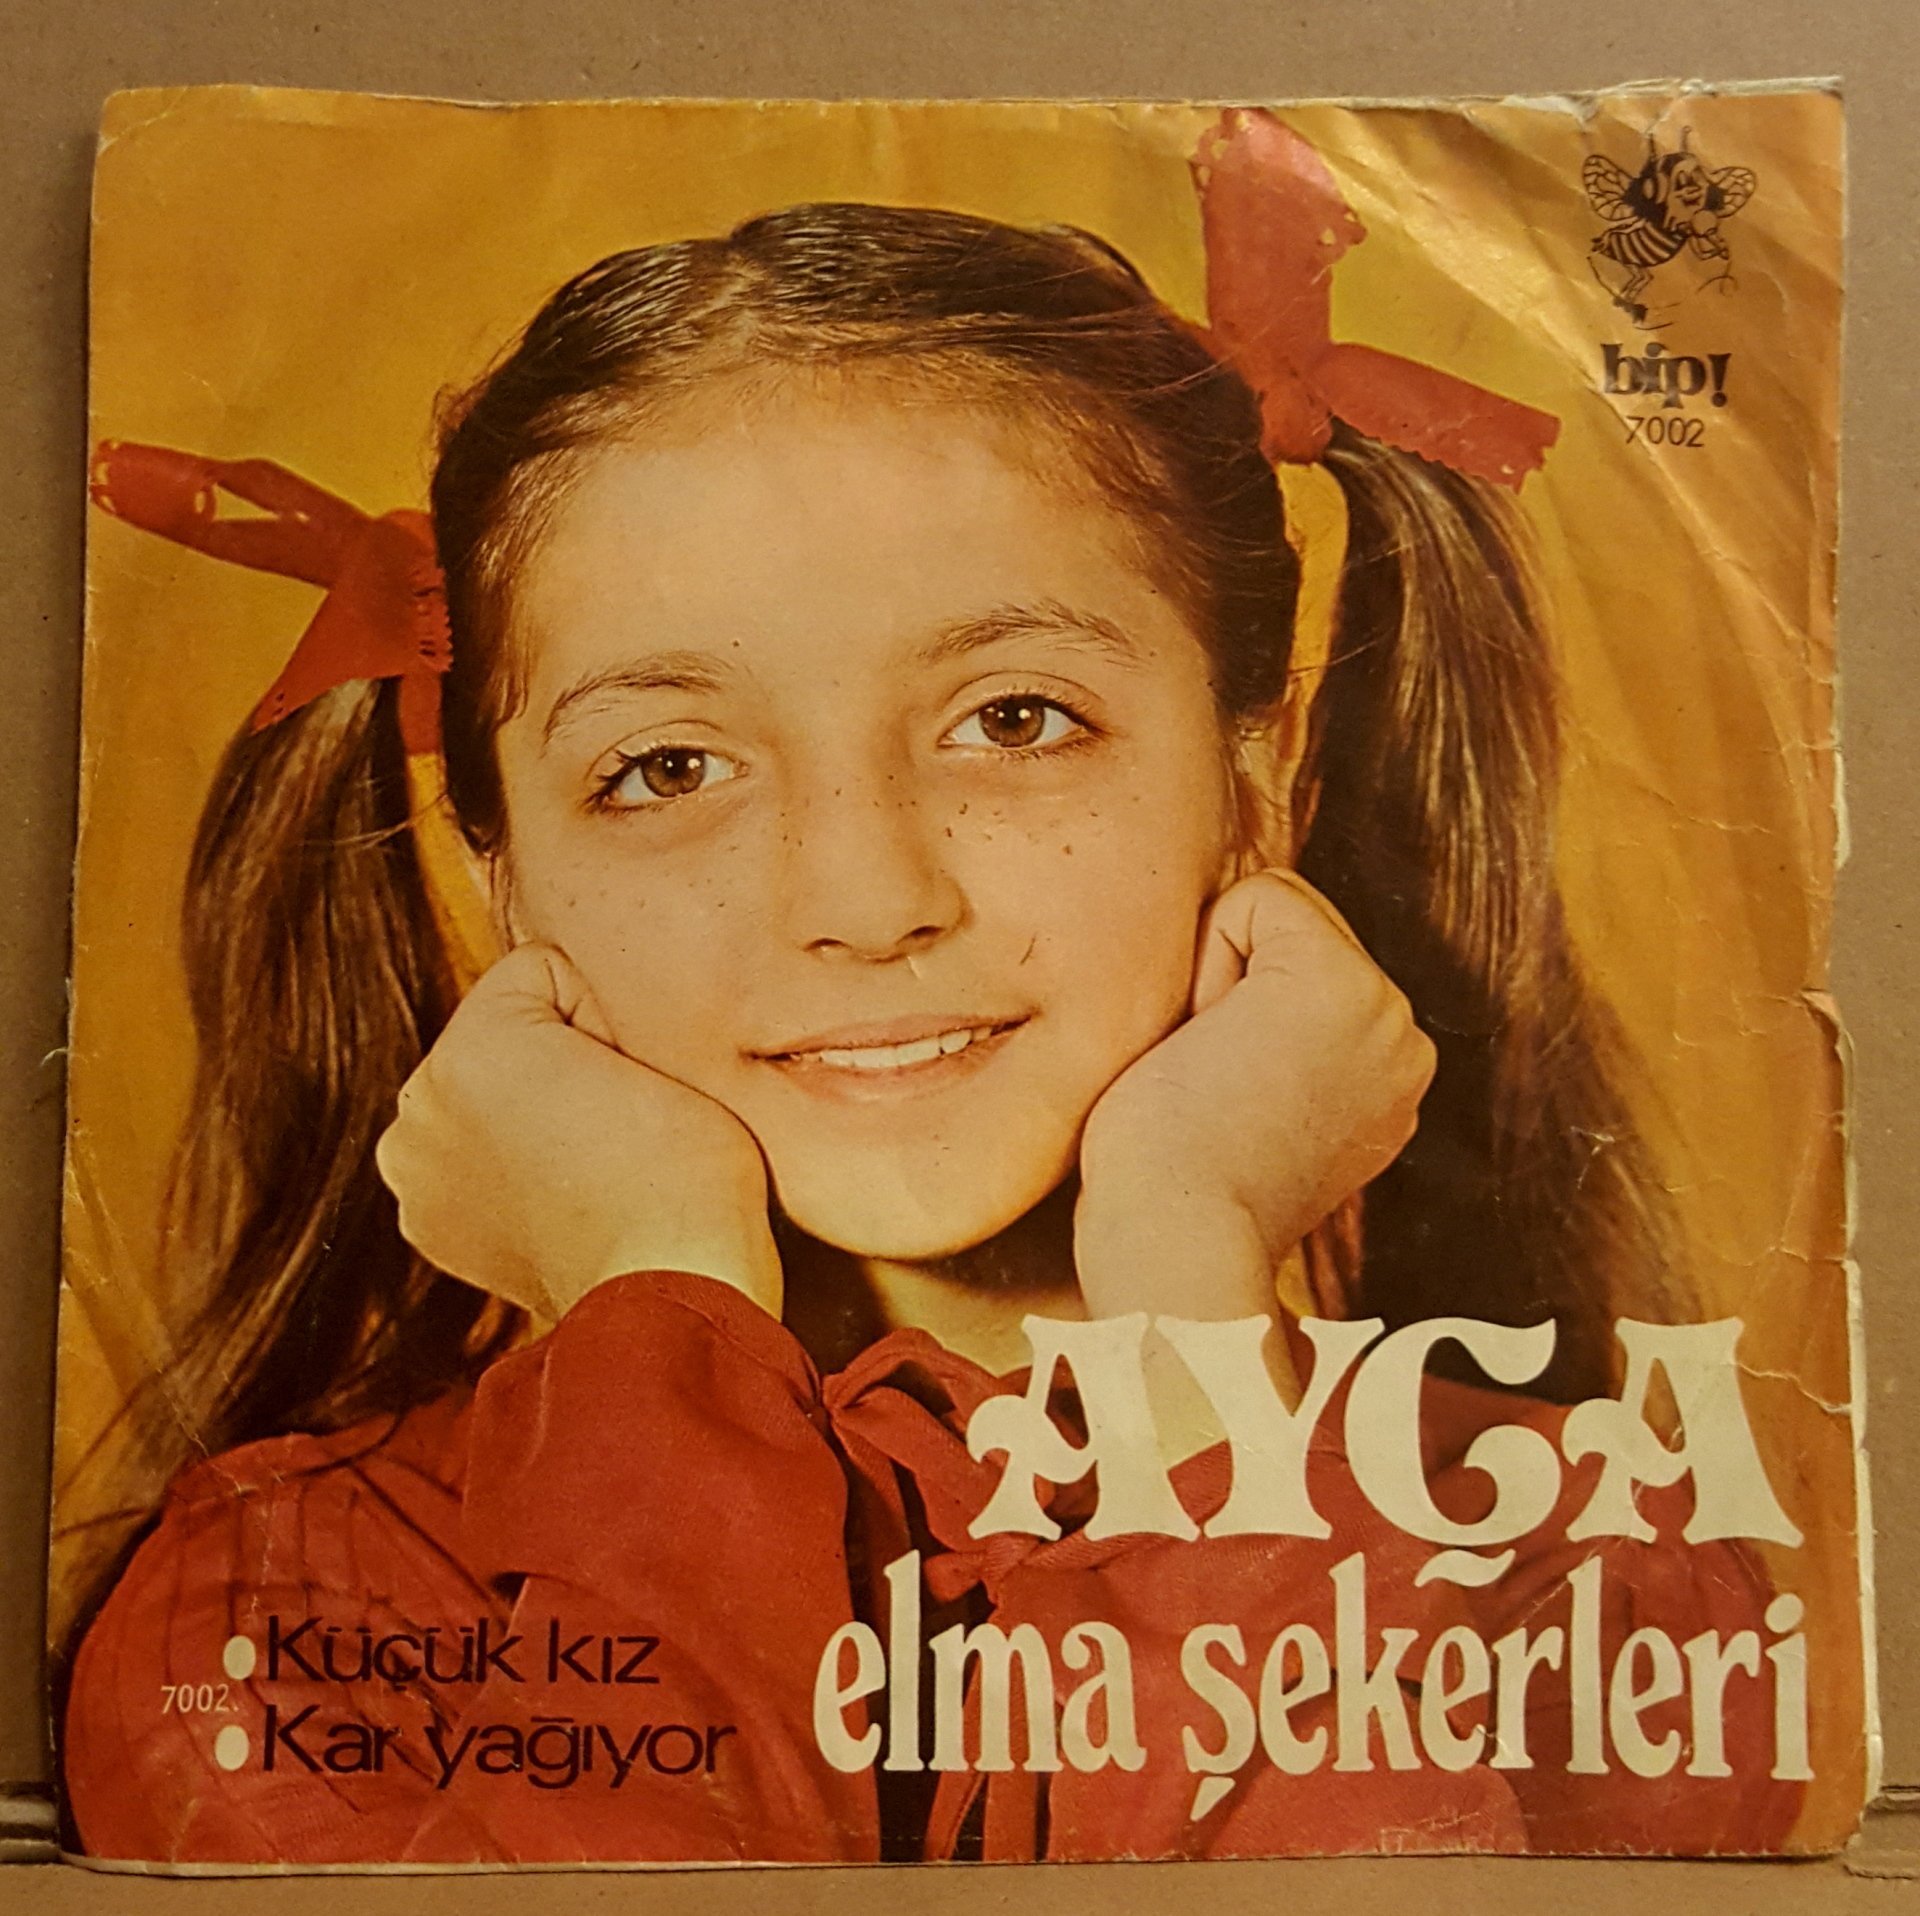 bip!
7002
AYÇA
elma şekerleri
Küçük kız
7002.
Kar yağıyor